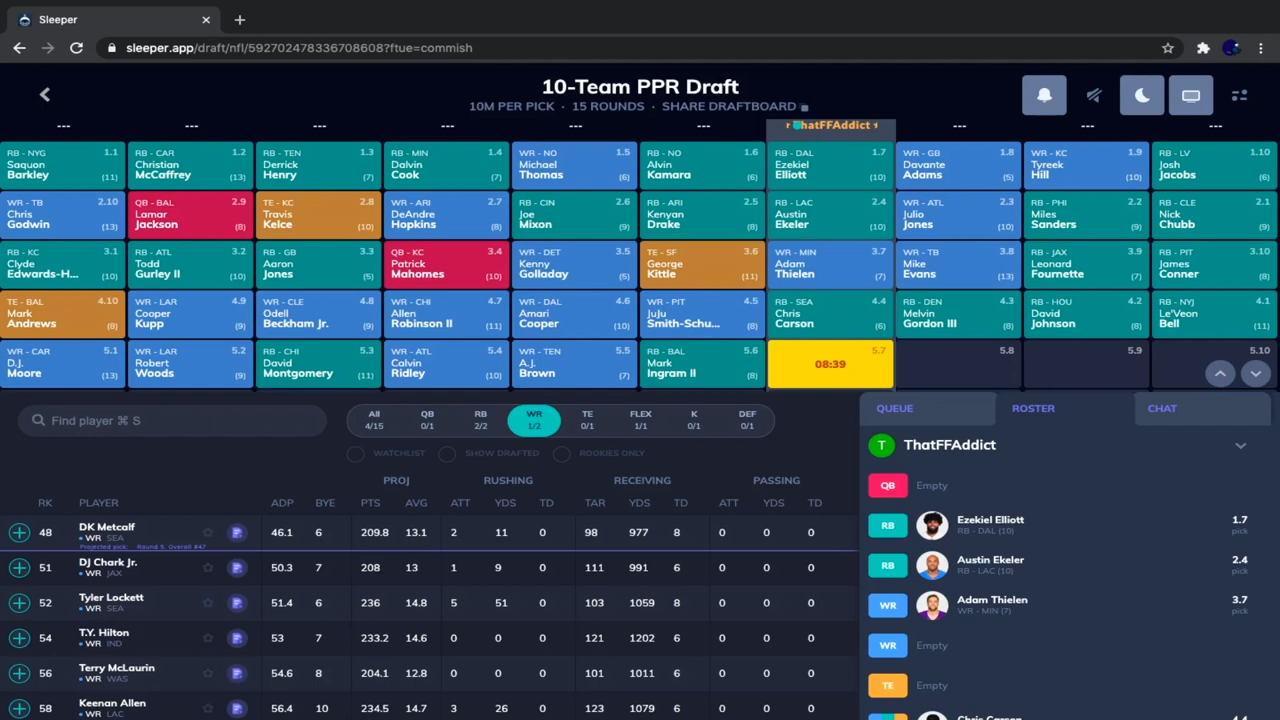 Sleeper
sleeper.app/draft/nfl/592702478336708608?ftue=commish
10-Team PPR Draft
10M PER PICK · 15 ROUNDS · SHARE DRAFTBOARD
--- --- --- --- --- --- ThatFFAddict --- --- ---
RB - NYG 1.1 RB - CAR 1.2 RB - TEN 1.3 RB - MIN 1.4 WR - NO 1.5 RB - NO 1.6 RB - DAL 1.7 WR - GB 1.8 WR - KC 1.9 RB - LV 1.10
Saquon Christian Derrick Dalvin Michael Alvin Ezekiel Davante Tyreek Josh
Barkley (11) McCaffrey (13) Henry (7) Cook (7) Thomas (6) Kamara (6) Elliott (10) Adams (5) Hill (10) Jacobs (6)
WR - TB 2.10 QB - BAL 2.9 TE - KC 2.8 WR - ARI 2.7 RB - CIN 2.6 RB - ARI 2.5 RB - LAC 2.4 WR - ATL 2.3 RB - PHI 2.2 RB - CLE 2.1
Chris Lamar Travis DeAndre Joe Kenyan Austin Julio Miles Nick
Godwin (13) Jackson (8) Kelce (10) Hopkins (8) Mixon (9) Drake (8) Ekeler (10) Jones (10) Sanders (9) Chubb (9)
RB - KC 3.1 RB - ATL 3.2 RB - GB 3.3 QB - KC 3.4 WR - DET 3.5 TE - SF 3.6 WR - MIN 3.7 WR - TB 3.8 RB - JAX 3.9 RB - PIT 3.10
Clyde Todd Aaron Patrick Kenny George Adam Mike Leonard James
Edwards-H... (10) Gurley II (10) Jones (5) Mahomes (10) Golladay (5) Kittle (11) Thielen (7) Evans (13) Fournette (7) Conner (8)
TE - BAL 4.10 WR - LAR 4.9 WR - CLE 4.8 WR - CHI 4.7 WR - DAL 4.6 WR - PIT 4.5 RB - SEA 4.4 RB - DEN 4.3 RB - HOU 4.2 RB - NYJ 4.1
Mark Cooper Odell Allen Amari JuJu Chris Melvin David Le'Veon
Andrews (8) Kupp (9) Beckham Jr. (9) Robinson II (11) Cooper (10) Smith-Schu... (8) Carson (6) Gordon III (8) Johnson (8) Bell (11)
WR - CAR 5.1 WR - LAR 5.2 RB - CHI 5.3 WR - ATL 5.4 WR - TEN 5.5 RB - BAL 5.6 5.7 5.8 5.9 5.10
D.J. Robert David Calvin A.J. Mark 08:39
Moore (13) Woods (9) Montgomery (11) Ridley (10) Brown (7) Ingram II (8)
Find player ⌘ S
All QB RB WR TE FLEX K DEF
4/15 0/1 2/2 1/2 0/1 1/1 0/1 0/1
WATCHLIST SHOW DRAFTED ROOKIES ONLY
PROJ RUSHING RECEIVING PASSING
RK PLAYER ADP BYE PTS AVG ATT YDS TD TAR YDS TD ATT YDS TD
48 DK Metcalf 46.1 6 209.8 13.1 2 11 0 98 977 8 0 0 0
WR SEA
Projected pick: Round 5, Overall #47
51 DJ Chark Jr. 50.3 7 208 13 1 9 0 111 991 6 0 0 0
WR JAX
52 Tyler Lockett 51.4 6 236 14.8 5 51 0 103 1059 8 0 0 0
WR SEA
54 T.Y. Hilton 53 7 233.2 14.6 0 0 0 121 1202 6 0 0 0
WR IND
56 Terry McLaurin 54.6 8 204.1 12.8 0 0 0 101 1011 6 0 0 0
WR WAS
58 Keenan Allen 56.4 10 234.5 14.7 3 26 0 123 1079 6 0 0 0
WR LAC
QUEUE ROSTER CHAT
T ThatFFAddict
QB Empty
RB Ezekiel Elliott 1.7
RB - DAL (10) pick
RB Austin Ekeler 2.4
RB - LAC (10) pick
WR Adam Thielen 3.7
WR - MIN (7) pick
WR Empty
TE Empty
Chris Carson 4.4